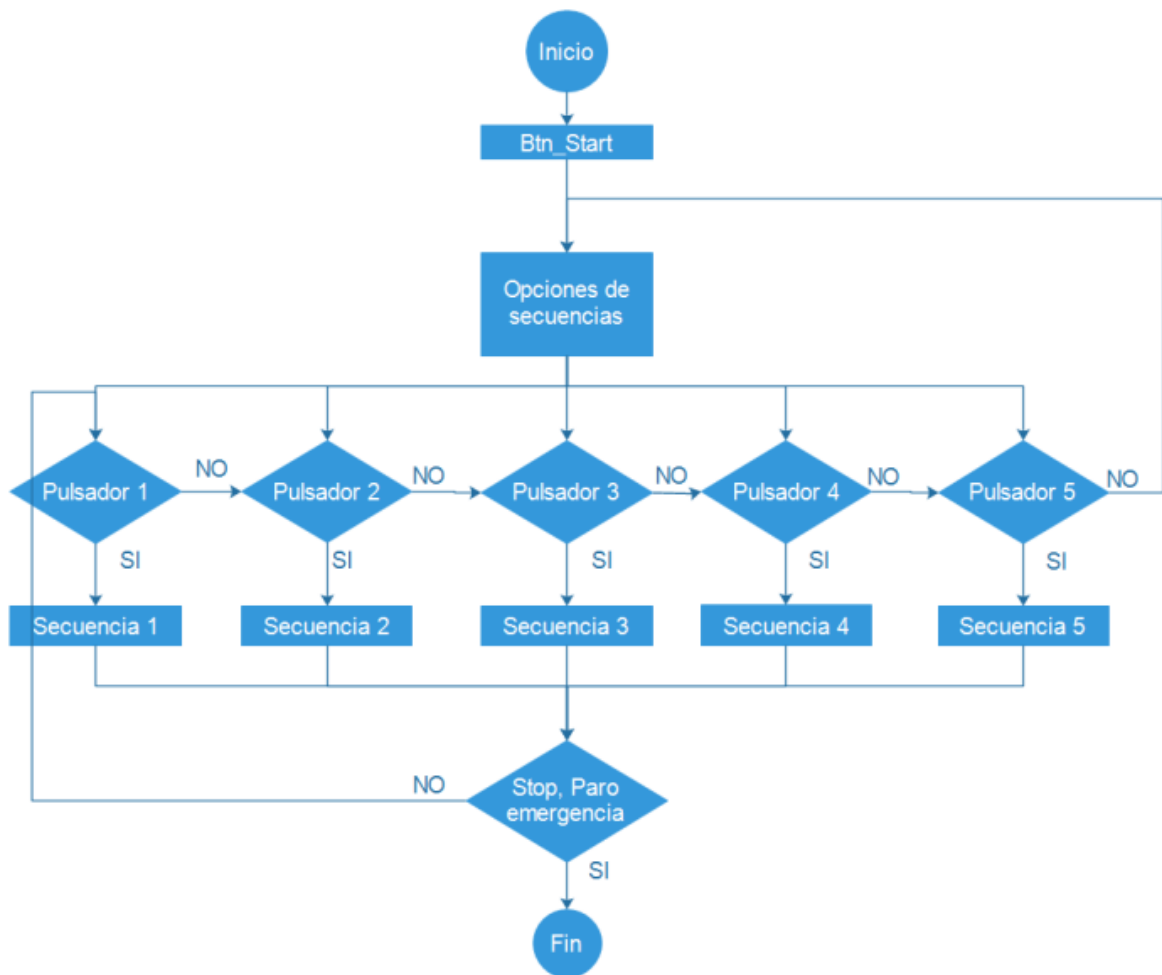 Inicio
Btn_Start
Opciones de
secuencias
Pulsador 1
NO
Pulsador 2
NO
Pulsador 3
NO
Pulsador 4
NO
Pulsador 5
NO
SI
SI
SI
SI
SI
Secuencia 1
Secuencia 2
Secuencia 3
Secuencia 4
Secuencia 5
NO
Stop, Paro
emergencia
SI
Fin